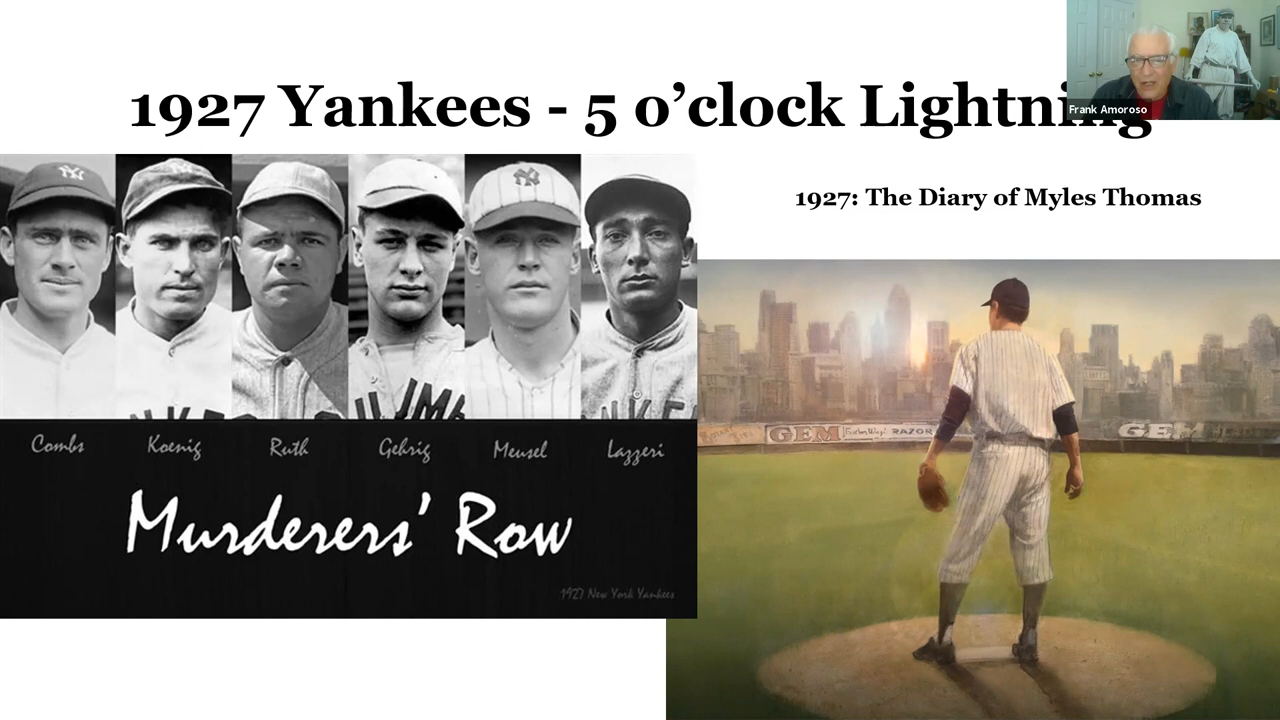 1927 Yankees - 5 o’clock Lightning
Frank Amoroso
1927: The Diary of Myles Thomas
Combs Koenig Ruth Gehrig Meusel Lazzeri
Murderers’ Row
1927 New York Yankees
GEM RAZOR GEM